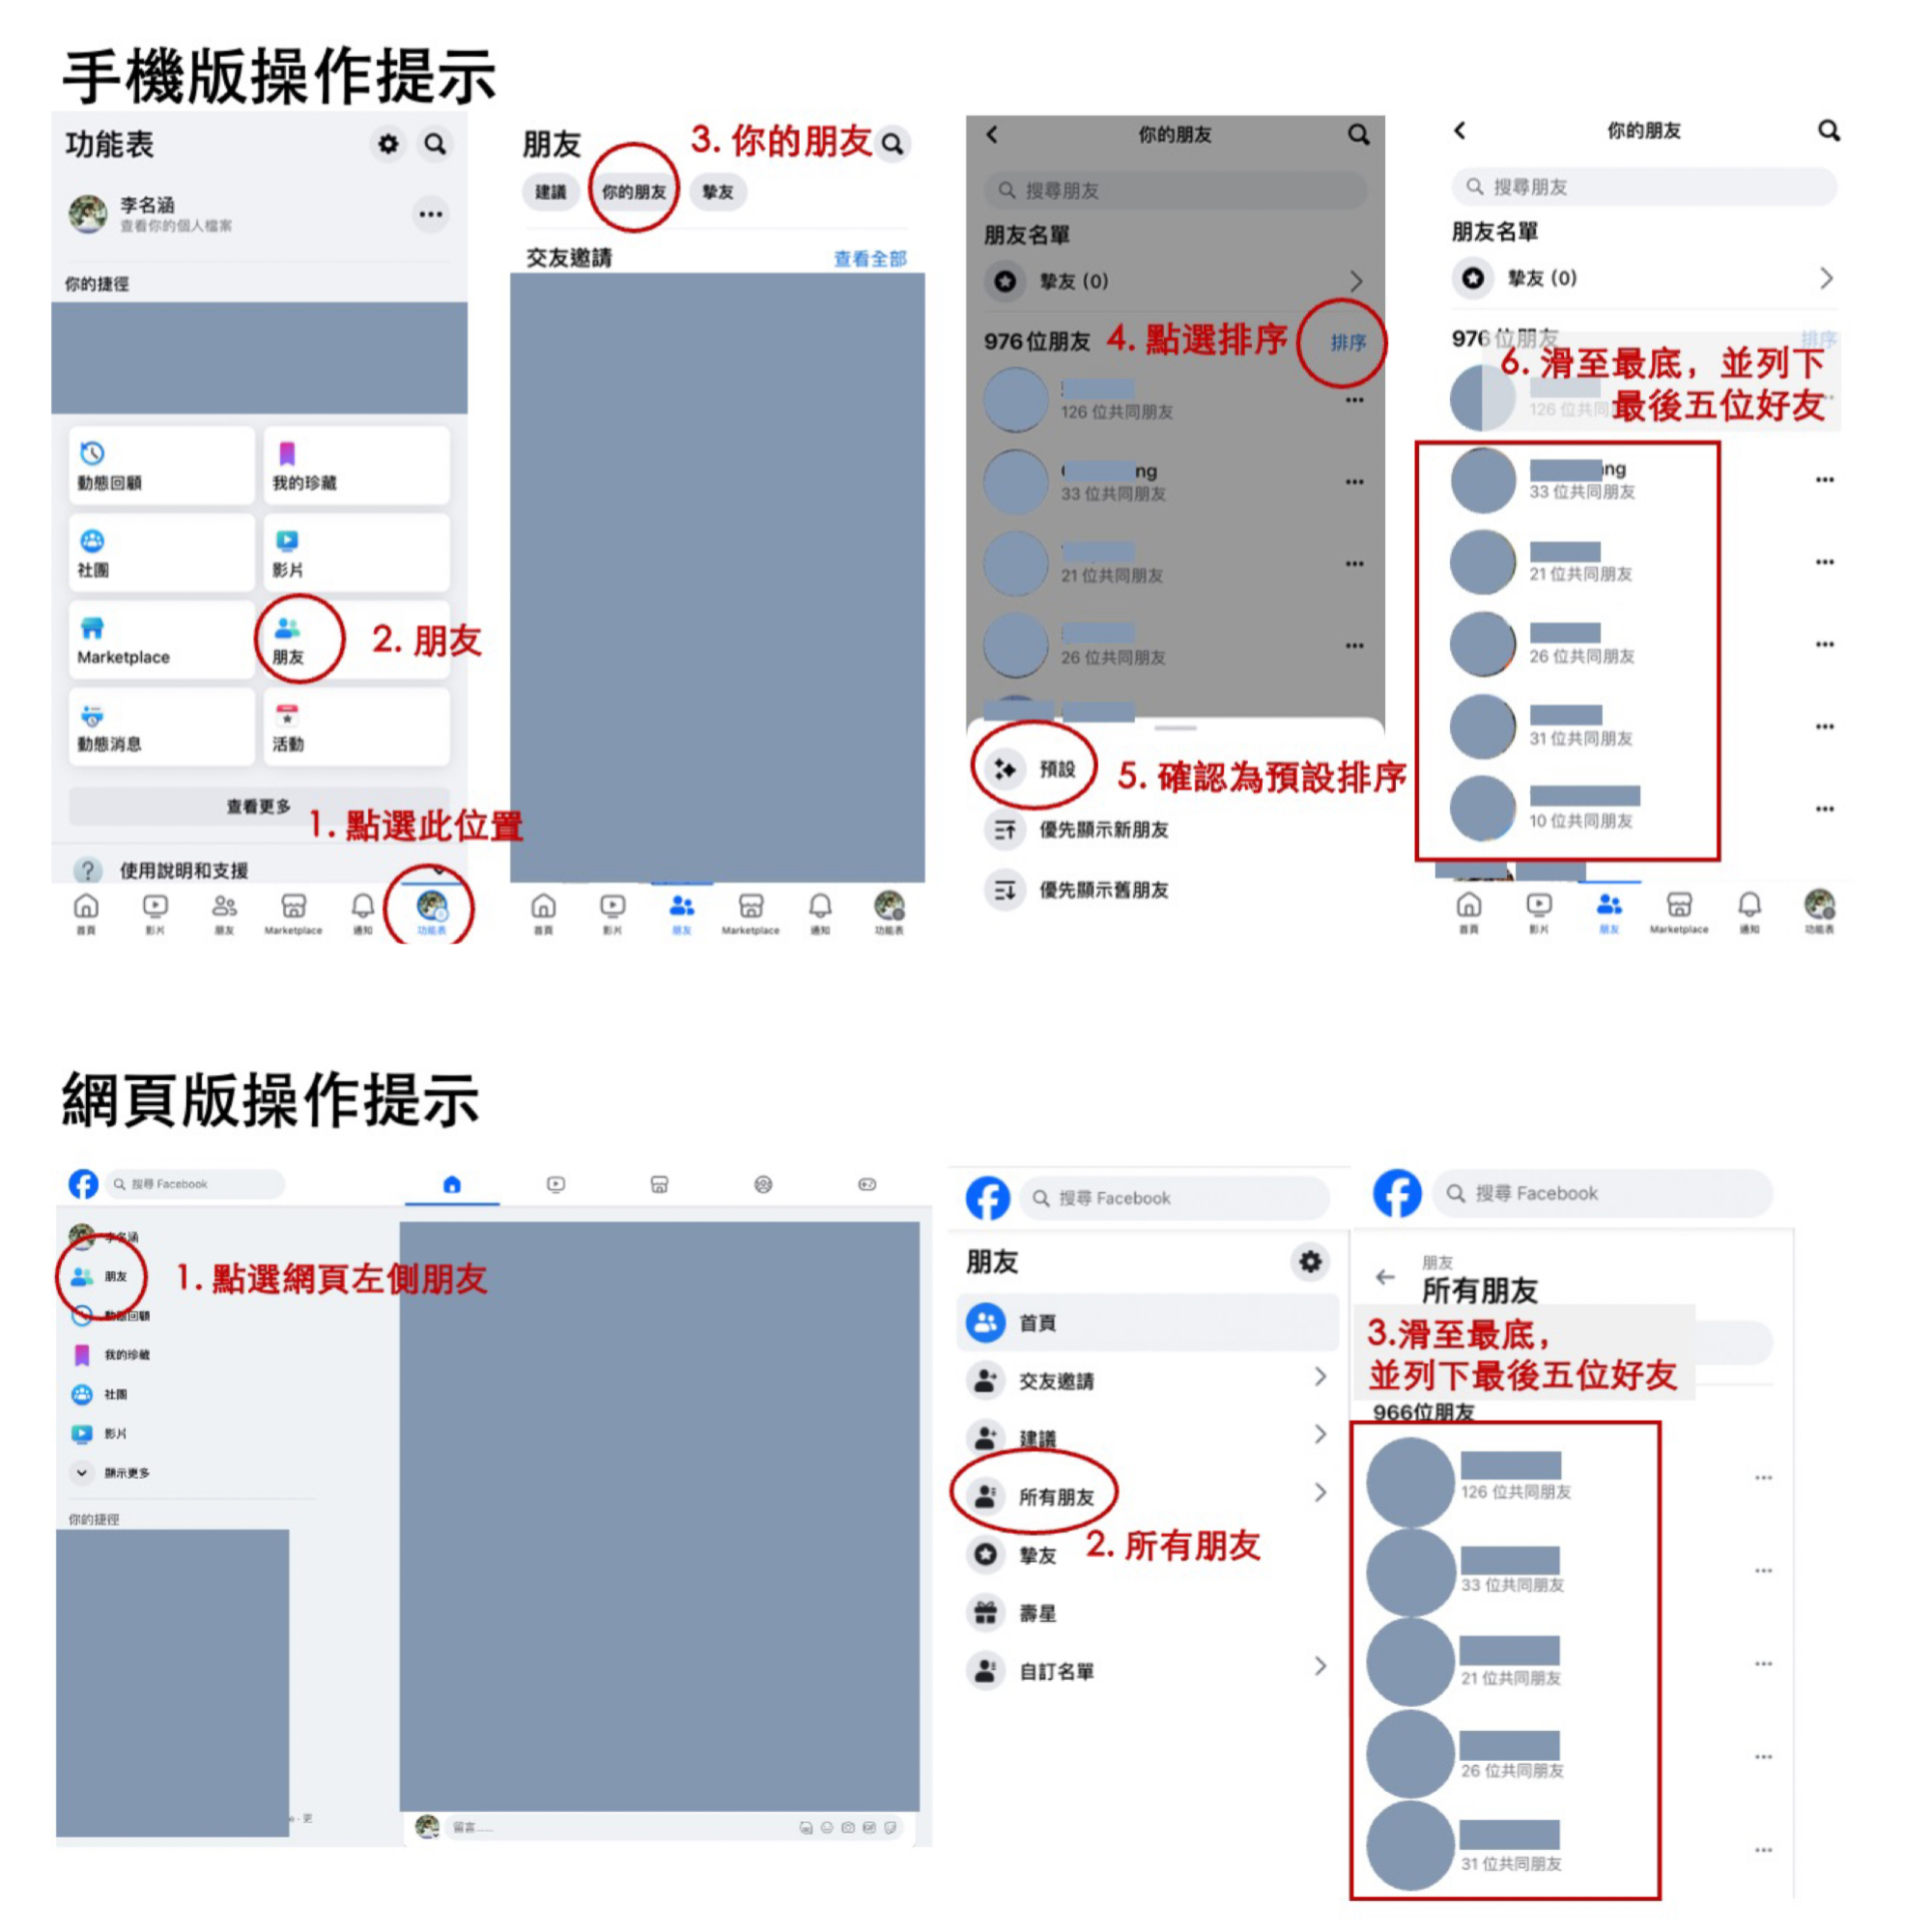 手機版操作提示
功能表
李名涵
查看你的個人檔案
你的捷徑
動態回顧
我的珍藏
社團
影片
Marketplace
朋友
2. 朋友
動態消息
活動
查看更多
1. 點選此位置
使用說明和支援
首頁
影片
朋友
Marketplace
通知
功能表
朋友
3. 你的朋友
建議
你的朋友
摯友
交友邀請
查看全部
首頁
影片
朋友
Marketplace
通知
功能表
你的朋友
搜尋朋友
朋友名單
摯友 (0)
976 位朋友
4. 點選排序
排序
126 位共同朋友
ng
33 位共同朋友
21 位共同朋友
26 位共同朋友
預設
5. 確認為預設排序
優先顯示新朋友
優先顯示舊朋友
你的朋友
搜尋朋友
朋友名單
摯友 (0)
976 位朋友
排序
6. 滑至最底，並列下
最後五位好友
126 位共同
ng
33 位共同朋友
21 位共同朋友
26 位共同朋友
31 位共同朋友
10 位共同朋友
首頁
影片
朋友
Marketplace
通知
功能表
網頁版操作提示
搜尋 Facebook
李名涵
朋友
1. 點選網頁左側朋友
動態回顧
我的珍藏
社團
影片
顯示更多
你的捷徑
更
留言......
搜尋 Facebook
朋友
首頁
交友邀請
建議
所有朋友
2. 所有朋友
摯友
壽星
自訂名單
搜尋 Facebook
朋友
所有朋友
3.滑至最底，
並列下最後五位好友
966位朋友
126 位共同朋友
33 位共同朋友
21 位共同朋友
26 位共同朋友
31 位共同朋友